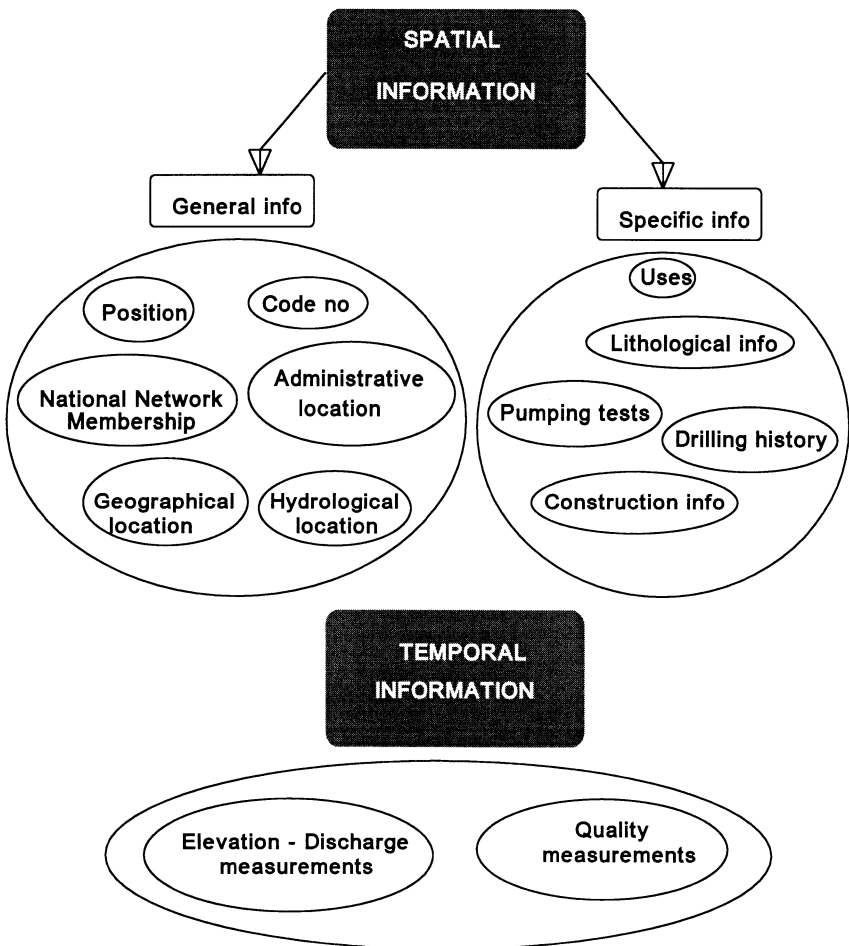 SPATIAL
INFORMATION
General info
Specific info
Position
Code no
National Network
Membership
Administrative
location
Geographical
location
Hydrological
location
Uses
Lithological info
Pumping tests
Drilling history
Construction info
TEMPORAL
INFORMATION
Elevation - Discharge
measurements
Quality
measurements